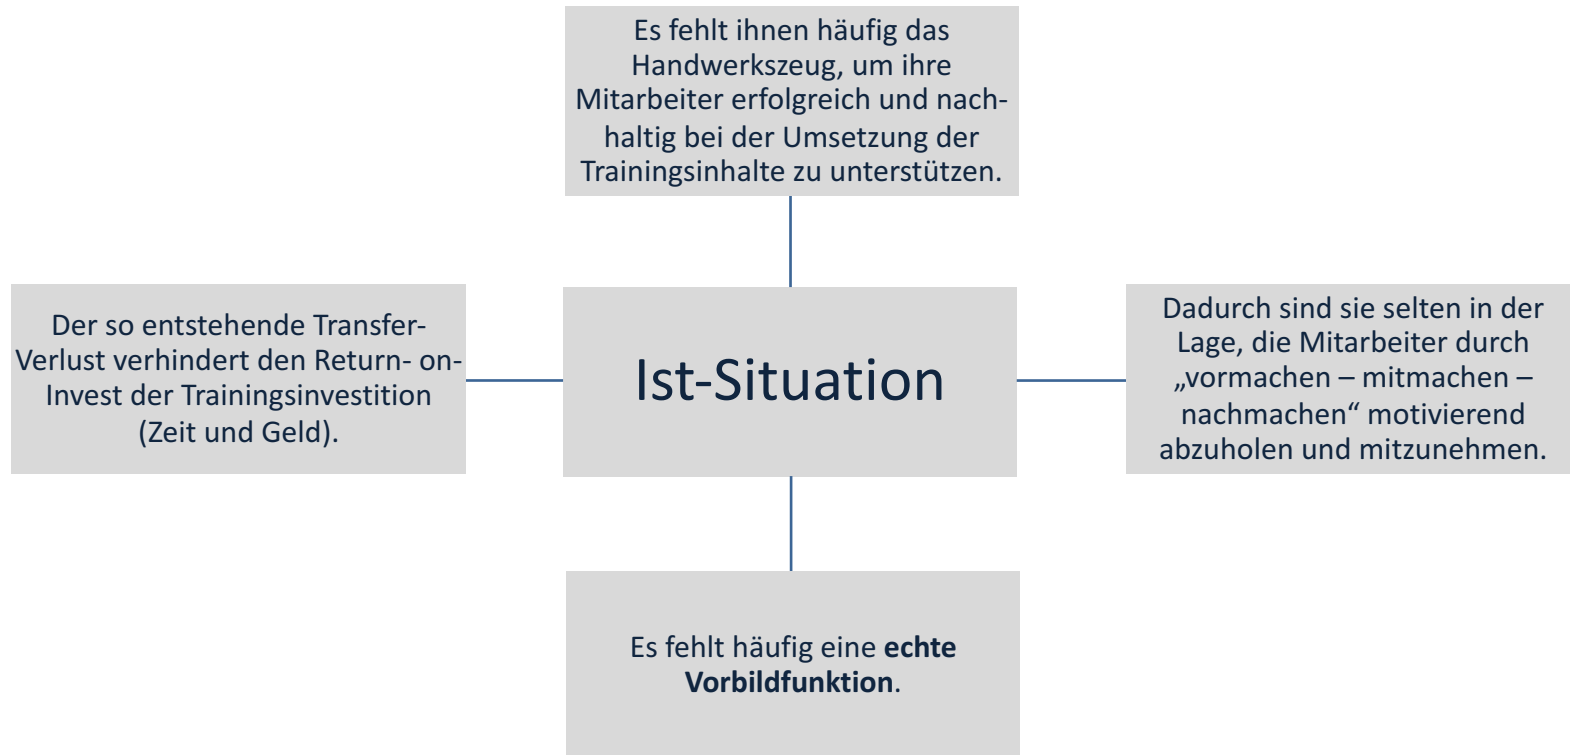 Es fehlt ihnen häufig das
Handwerkszeug, um ihre
Mitarbeiter erfolgreich und nach-
haltig bei der Umsetzung der
Trainingsinhalte zu unterstützen.
Der so entstehende Transfer-
Verlust verhindert den Return- on-
Invest der Trainingsinvestition
(Zeit und Geld).
Ist-Situation
Dadurch sind sie selten in der
Lage, die Mitarbeiter durch
„vormachen – mitmachen –
nachmachen“ motivierend
abzuholen und mitzunehmen.
Es fehlt häufig eine echte
Vorbildfunktion.